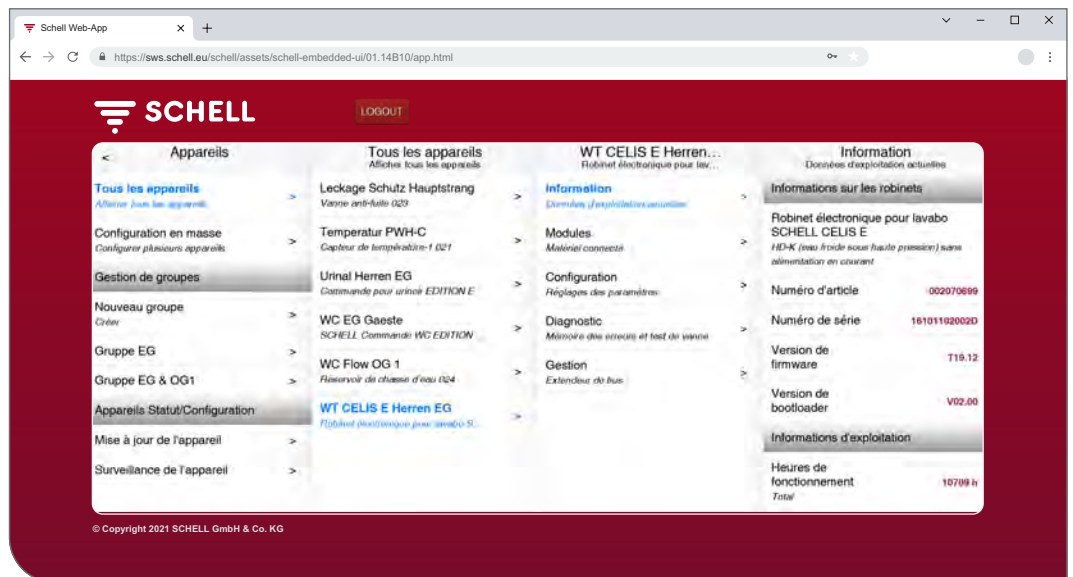 Schell Web-App
https://sws.schell.eu/schell/assets/schell-embedded-ui/01.14B10/app.html
SCHELL
LOGOUT
< Appareils
Tous les appareils >
Afficher tous les appareils
Configuration en masse >
Configurer plusieurs appareils
Gestion de groupes
Nouveau groupe >
Créer
Gruppe EG >
Gruppe EG & OG1 >
Appareils Statut/Configuration
Mise à jour de l'appareil >
Surveillance de l'appareil >
Tous les appareils
Afficher tous les appareils
Leckage Schutz Hauptstrang >
Vanne anti-fuite 023
Temperatur PWH-C >
Capteur de température-1 021
Urinal Herren EG >
Commande pour urinoir EDITION E
WC EG Gaeste >
SCHELL Commande WC EDITION ...
WC Flow OG 1 >
Réservoir de chasse d'eau 024
WT CELIS E Herren EG >
Robinet électronique pour lavabo S...
WT CELIS E Herren...
Robinet électronique pour lav...
Information >
Données d'exploitation actuelles
Modules >
Matériel connecté
Configuration >
Réglages des paramètres
Diagnostic >
Mémoire des erreurs et test de vanne
Gestion >
Extendeur de bus
Information
Données d'exploitation actuelles
Informations sur les robinets
Robinet électronique pour lavabo
SCHELL CELIS E
HD-K (eau froide sous haute pression) sans
alimentation en courant
Numéro d'article 002070699
Numéro de série 16101102002D
Version de
firmware T19.12
Version de
bootloader V02.00
Informations d'exploitation
Heures de
fonctionnement 10709 h
Total
© Copyright 2021 SCHELL GmbH & Co. KG